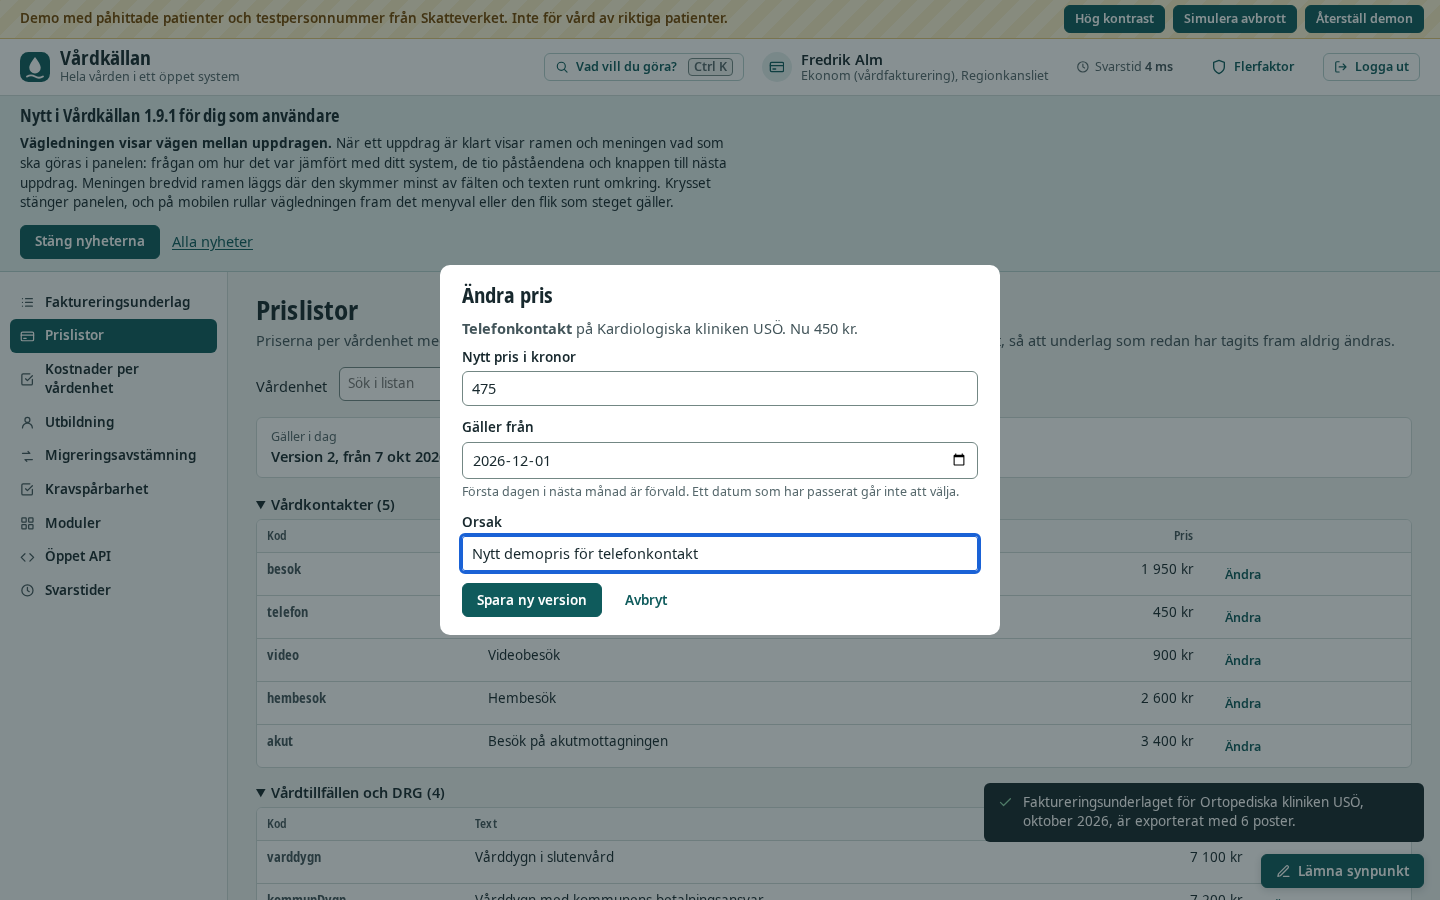 Demo med påhittade patienter och testpersonnummer från Skatteverket. Inte för vård av riktiga patienter.
Hög kontrast
Simulera avbrott
Återställ demon
Vårdkällan
Hela vården i ett öppet system
Vad vill du göra?
Ctrl K
Fredrik Alm
Ekonom (vårdfakturering), Regionkansliet
Svarstid 4 ms
Flerfaktor
Logga ut
Nytt i Vårdkällan 1.9.1 för dig som användare
Vägledningen visar vägen mellan uppdragen. När ett uppdrag är klart visar ramen och meningen vad som
ska göras i panelen: frågan om hur det var jämfört med ditt system, de tio påståendena och knappen till nästa
uppdrag. Meningen bredvid ramen läggs där den skymmer minst av fälten och texten runt omkring. Krysset
stänger panelen, och på mobilen rullar vägledningen fram det menyval eller den flik som steget gäller.
Stäng nyheterna
Alla nyheter
Faktureringsunderlag
Prislistor
Kostnader per
vårdenhet
Utbildning
Migreringsavstämning
Kravspårbarhet
Moduler
Öppet API
Svarstider
Prislistor
Priserna per vårdenhet me
, så att underlag som redan har tagits fram aldrig ändras.
Vårdenhet
Sök i listan
Gäller i dag
Version 2, från 7 okt 202
Vårdkontakter (5)
Kod
Pris
besok
1 950 kr
Ändra
telefon
450 kr
Ändra
video
Videobesök
900 kr
Ändra
hembesok
Hembesök
2 600 kr
Ändra
akut
Besök på akutmottagningen
3 400 kr
Ändra
Vårdtillfällen och DRG (4)
Kod
Text
varddygn
Vårddygn i slutenvård
7 100 kr
kommunDygn
Vårddygn med kommunens betalningsansvar
7 200 kr
Ändra pris
Telefonkontakt på Kardiologiska kliniken USÖ. Nu 450 kr.
Nytt pris i kronor
475
Gäller från
2026-12-01
Första dagen i nästa månad är förvald. Ett datum som har passerat går inte att välja.
Orsak
Nytt demopris för telefonkontakt
Spara ny version
Avbryt
Faktureringsunderlaget för Ortopediska kliniken USÖ,
oktober 2026, är exporterat med 6 poster.
Lämna synpunkt